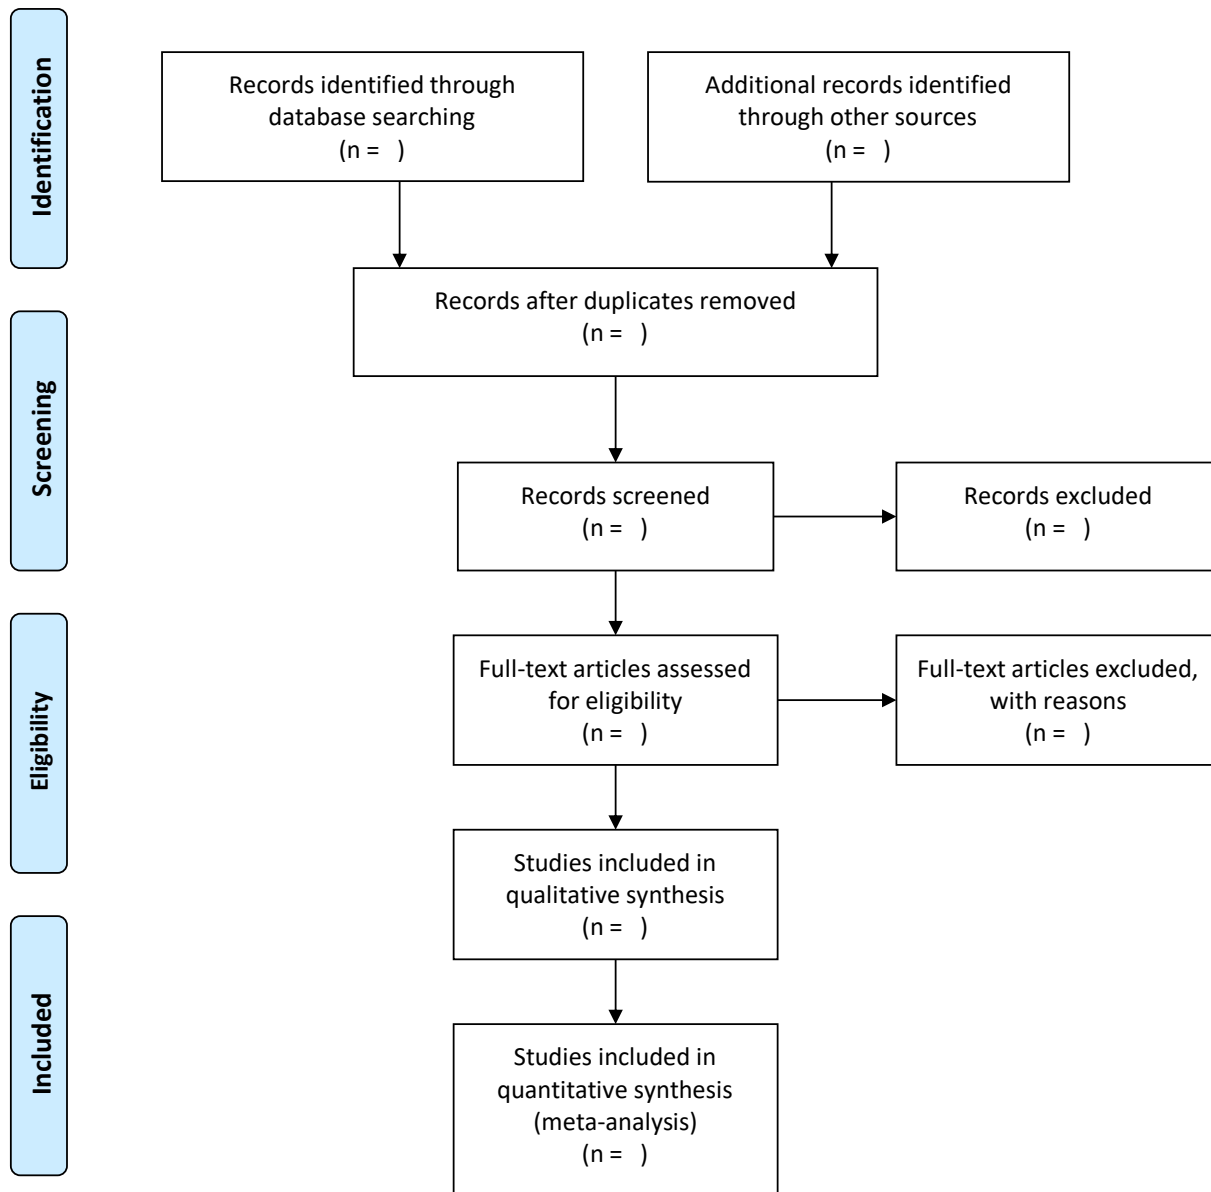 Identification
Records identified through
database searching
(n =   )
Additional records identified
through other sources
(n =   )
Records after duplicates removed
(n =   )
Screening
Records screened
(n =   )
Records excluded
(n =   )
Eligibility
Full-text articles assessed
for eligibility
(n =   )
Full-text articles excluded,
with reasons
(n =   )
Studies included in
qualitative synthesis
(n =   )
Included
Studies included in
quantitative synthesis
(meta-analysis)
(n =   )